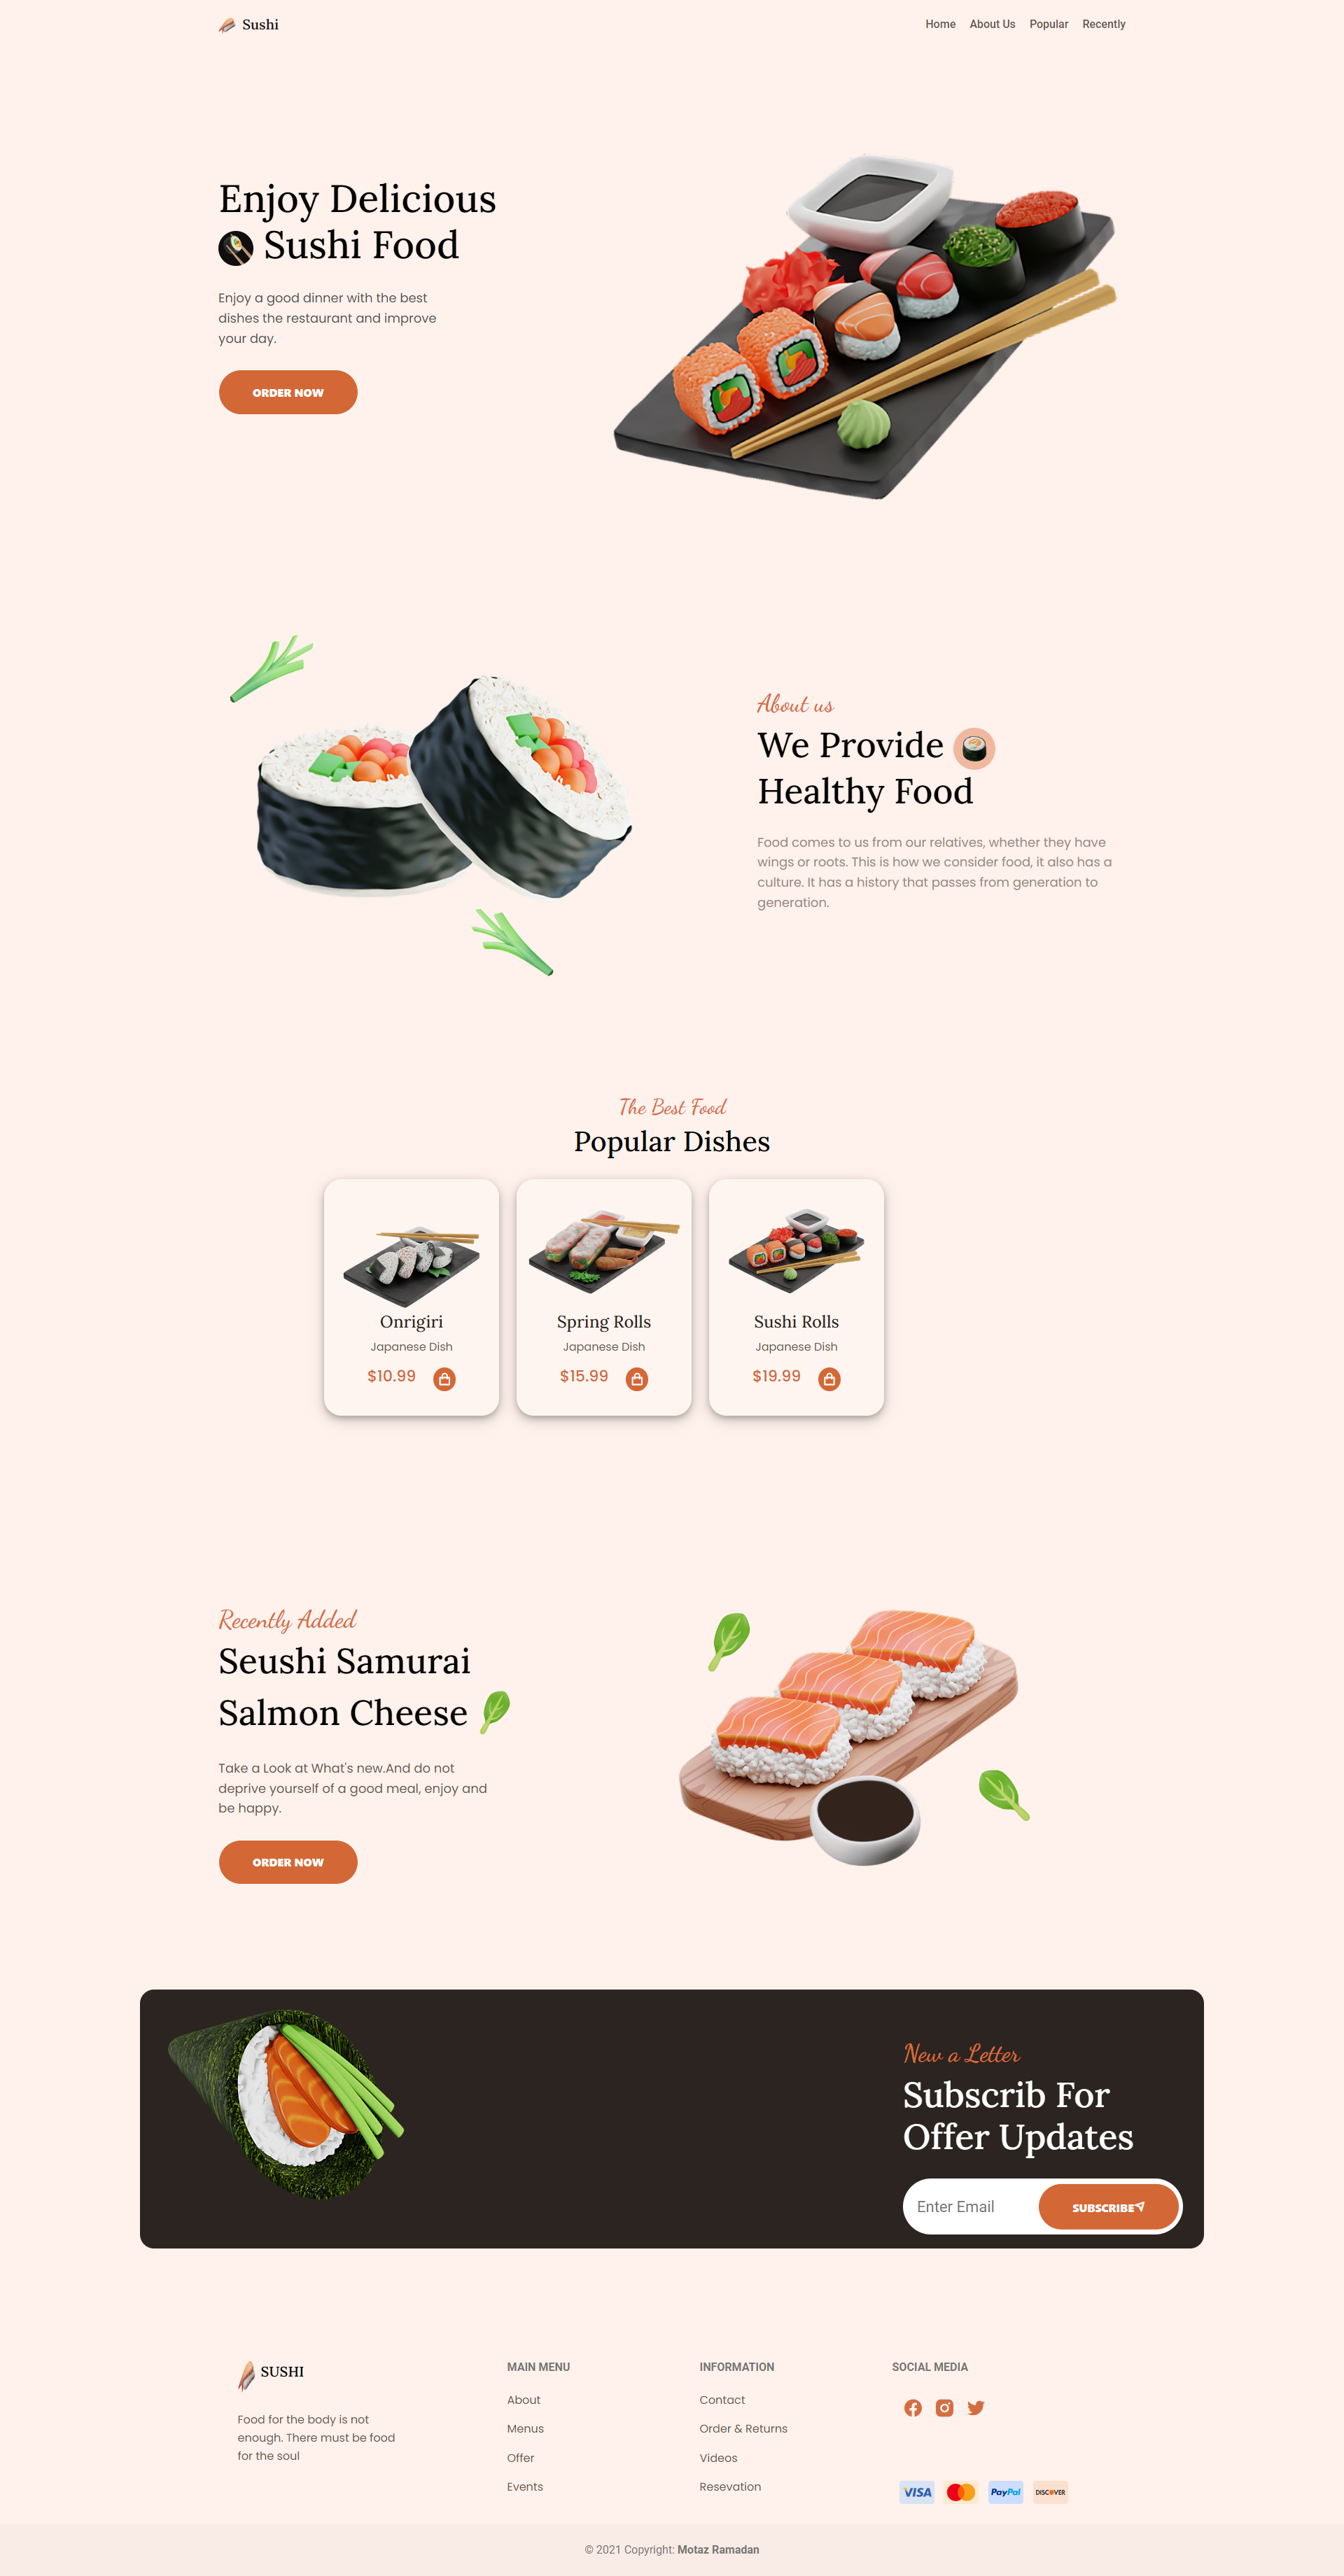 Sushi
Home About Us Popular Recently
Enjoy Delicious
Sushi Food
Enjoy a good dinner with the best
dishes the restaurant and improve
your day.
ORDER NOW
About us
We Provide
Healthy Food
Food comes to us from our relatives, whether they have
wings or roots. This is how we consider food, it also has a
culture. It has a history that passes from generation to
generation.
The Best Food
Popular Dishes
Onrigiri
Japanese Dish
$10.99
Spring Rolls
Japanese Dish
$15.99
Sushi Rolls
Japanese Dish
$19.99
Recently Added
Seushi Samurai
Salmon Cheese
Take a Look at What's new.And do not
deprive yourself of a good meal, enjoy and
be happy.
ORDER NOW
New a Letter
Subscrib For
Offer Updates
Enter Email
SUBSCRIBE
SUSHI
Food for the body is not
enough. There must be food
for the soul
MAIN MENU
About
Menus
Offer
Events
INFORMATION
Contact
Order & Returns
Videos
Resevation
SOCIAL MEDIA
VISA
PayPal
DISCOVER
© 2021 Copyright: Motaz Ramadan